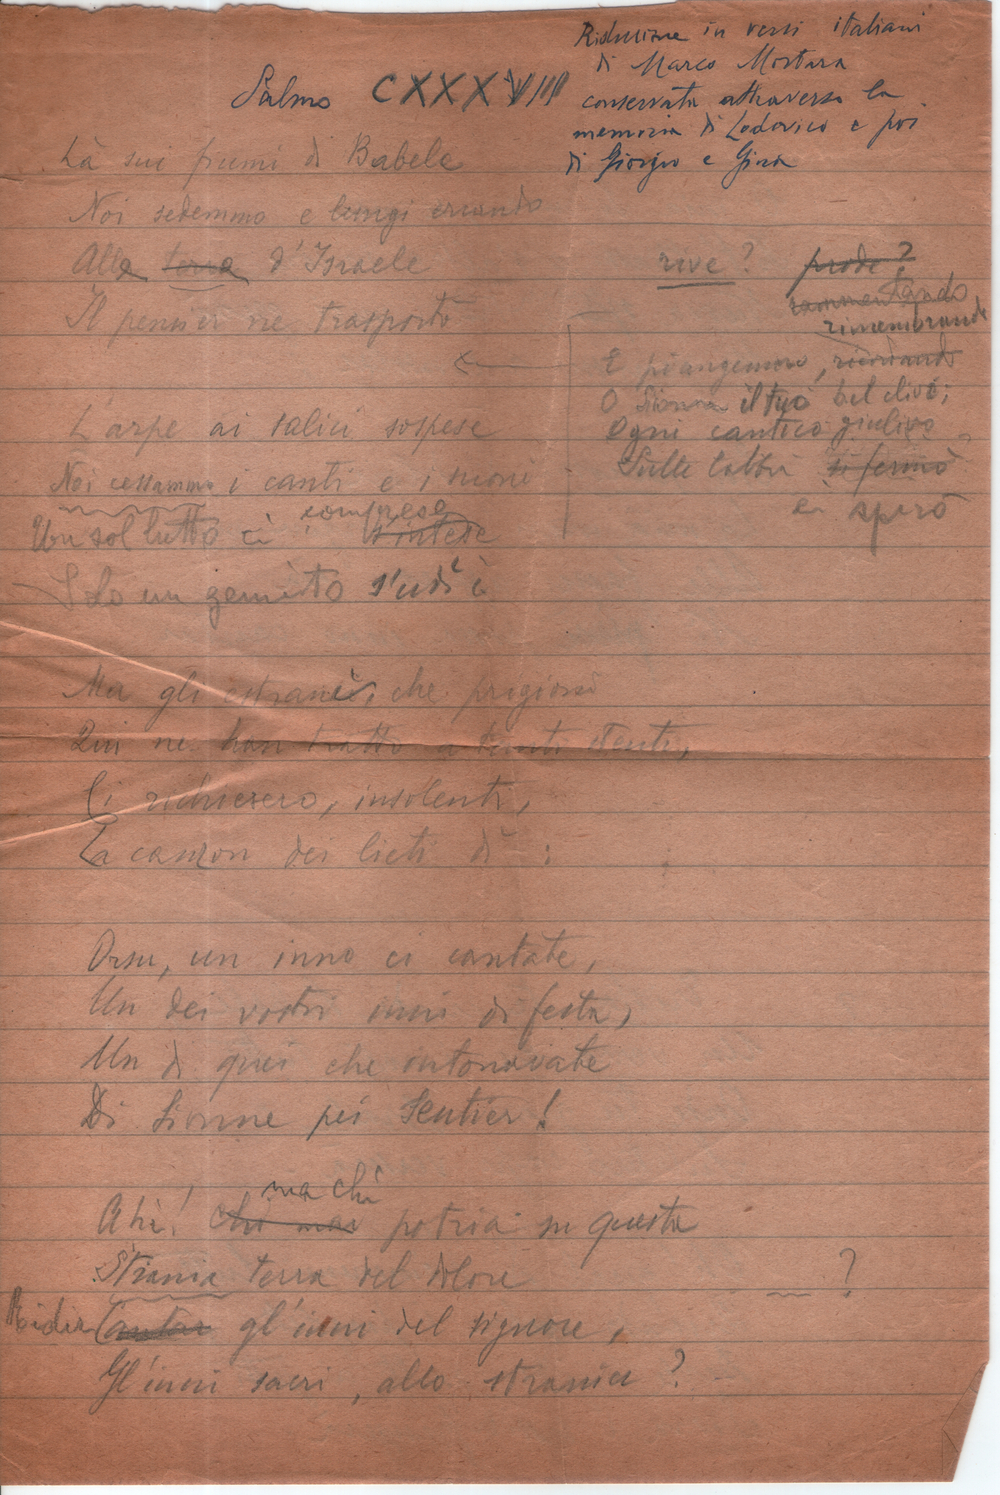 Salmo CXXXVIII
Riduzione in versi italiani
di Marco Mortara
conservata attraverso la
memoria di Lodovico e poi
di Giorgio e Gina
Là sui fiumi di Babele
Noi sedemmo e lungi errando
Alla terra d'Israele
Il pensier ne trasportò
rive? prode?
rammentando
rimembrando
E piangemmo, ricordando
O Sionne il tuo bel clivo;
Ogni cantico giulivo
Sulle labbra si fermò
ci spirò
L'arpe ai salici sospese
Noi cessammo i canti e i suoni
comprese
Un sol lutto ci s'intese
Solo un gemito s'udì
Ma gli estranei, che prigioni
Qui ne han tratto a tanti stenti,
Ci richiesero, insolenti,
La canzon dei lieti dì:
Orsu, un inno ci cantate,
Un dei vostri inni di festa,
Un di quei che intonavate
Di Sionne pei sentier!
ma chi
Ahi! chi mai potria in questa
Strania terra del dolore ?
Ridir Cantar gl'inni del signore,
Gl'inni sacri, allo stranier?